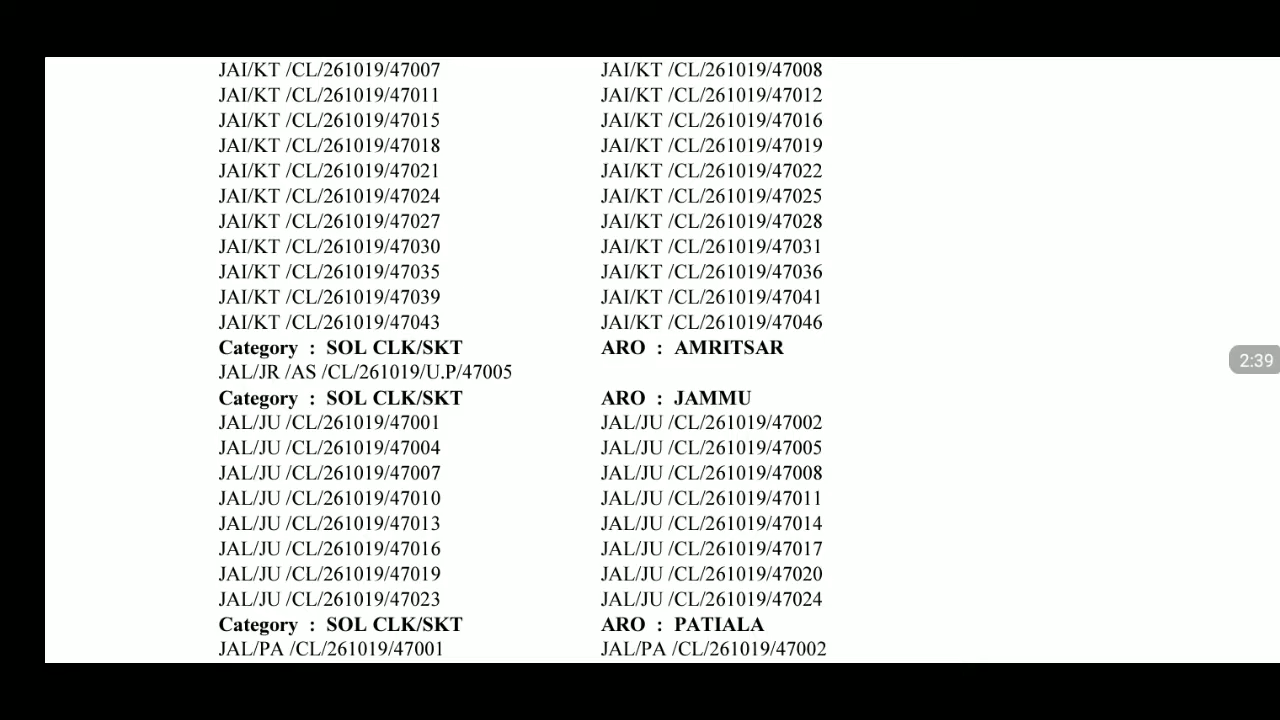 JAI/KT /CL/261019/47007 JAI/KT /CL/261019/47008
JAI/KT /CL/261019/47011 JAI/KT /CL/261019/47012
JAI/KT /CL/261019/47015 JAI/KT /CL/261019/47016
JAI/KT /CL/261019/47018 JAI/KT /CL/261019/47019
JAI/KT /CL/261019/47021 JAI/KT /CL/261019/47022
JAI/KT /CL/261019/47024 JAI/KT /CL/261019/47025
JAI/KT /CL/261019/47027 JAI/KT /CL/261019/47028
JAI/KT /CL/261019/47030 JAI/KT /CL/261019/47031
JAI/KT /CL/261019/47035 JAI/KT /CL/261019/47036
JAI/KT /CL/261019/47039 JAI/KT /CL/261019/47041
JAI/KT /CL/261019/47043 JAI/KT /CL/261019/47046
Category : SOL CLK/SKT ARO : AMRITSAR
JAL/JR /AS /CL/261019/U.P/47005
Category : SOL CLK/SKT ARO : JAMMU
JAL/JU /CL/261019/47001 JAL/JU /CL/261019/47002
JAL/JU /CL/261019/47004 JAL/JU /CL/261019/47005
JAL/JU /CL/261019/47007 JAL/JU /CL/261019/47008
JAL/JU /CL/261019/47010 JAL/JU /CL/261019/47011
JAL/JU /CL/261019/47013 JAL/JU /CL/261019/47014
JAL/JU /CL/261019/47016 JAL/JU /CL/261019/47017
JAL/JU /CL/261019/47019 JAL/JU /CL/261019/47020
JAL/JU /CL/261019/47023 JAL/JU /CL/261019/47024
Category : SOL CLK/SKT ARO : PATIALA
JAL/PA /CL/261019/47001 JAL/PA /CL/261019/47002
2:39